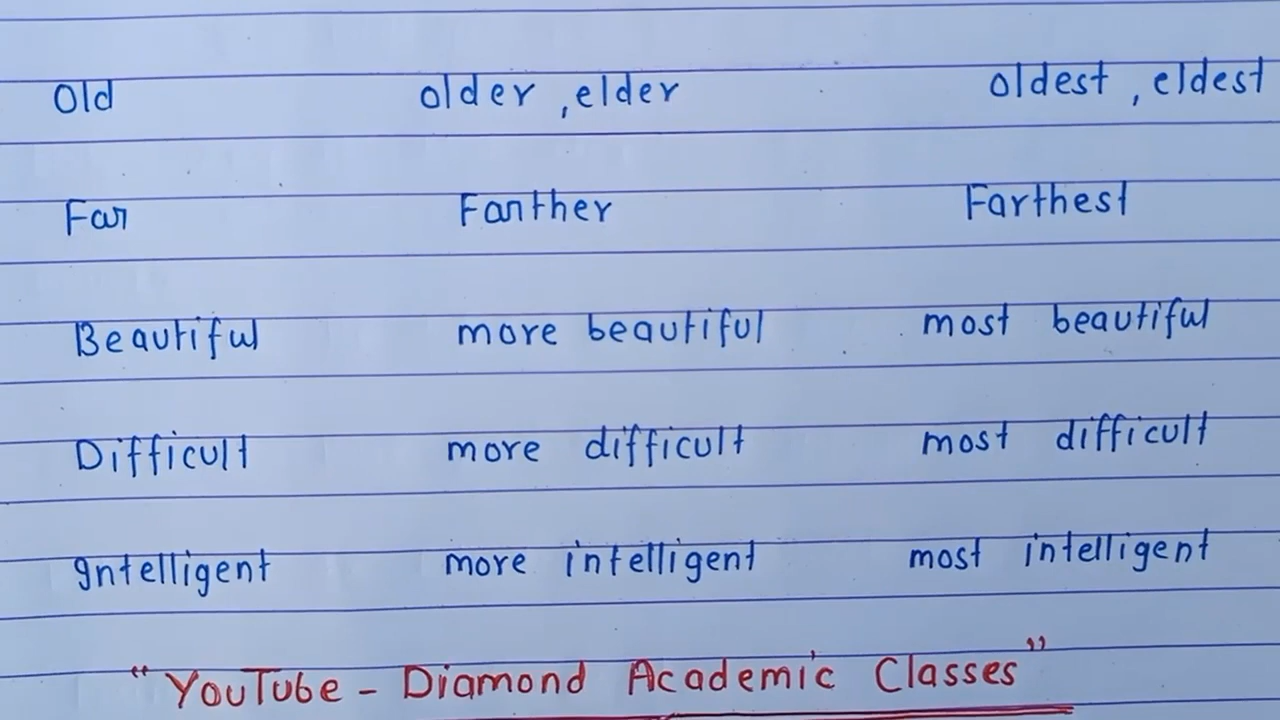 Old older ,elder oldest , eldest
Far Farther Farthest
Beautiful more beautiful most beautiful
Difficult more difficult most difficult
Intelligent more intelligent most intelligent
"YouTube - Diamond Academic Classes"